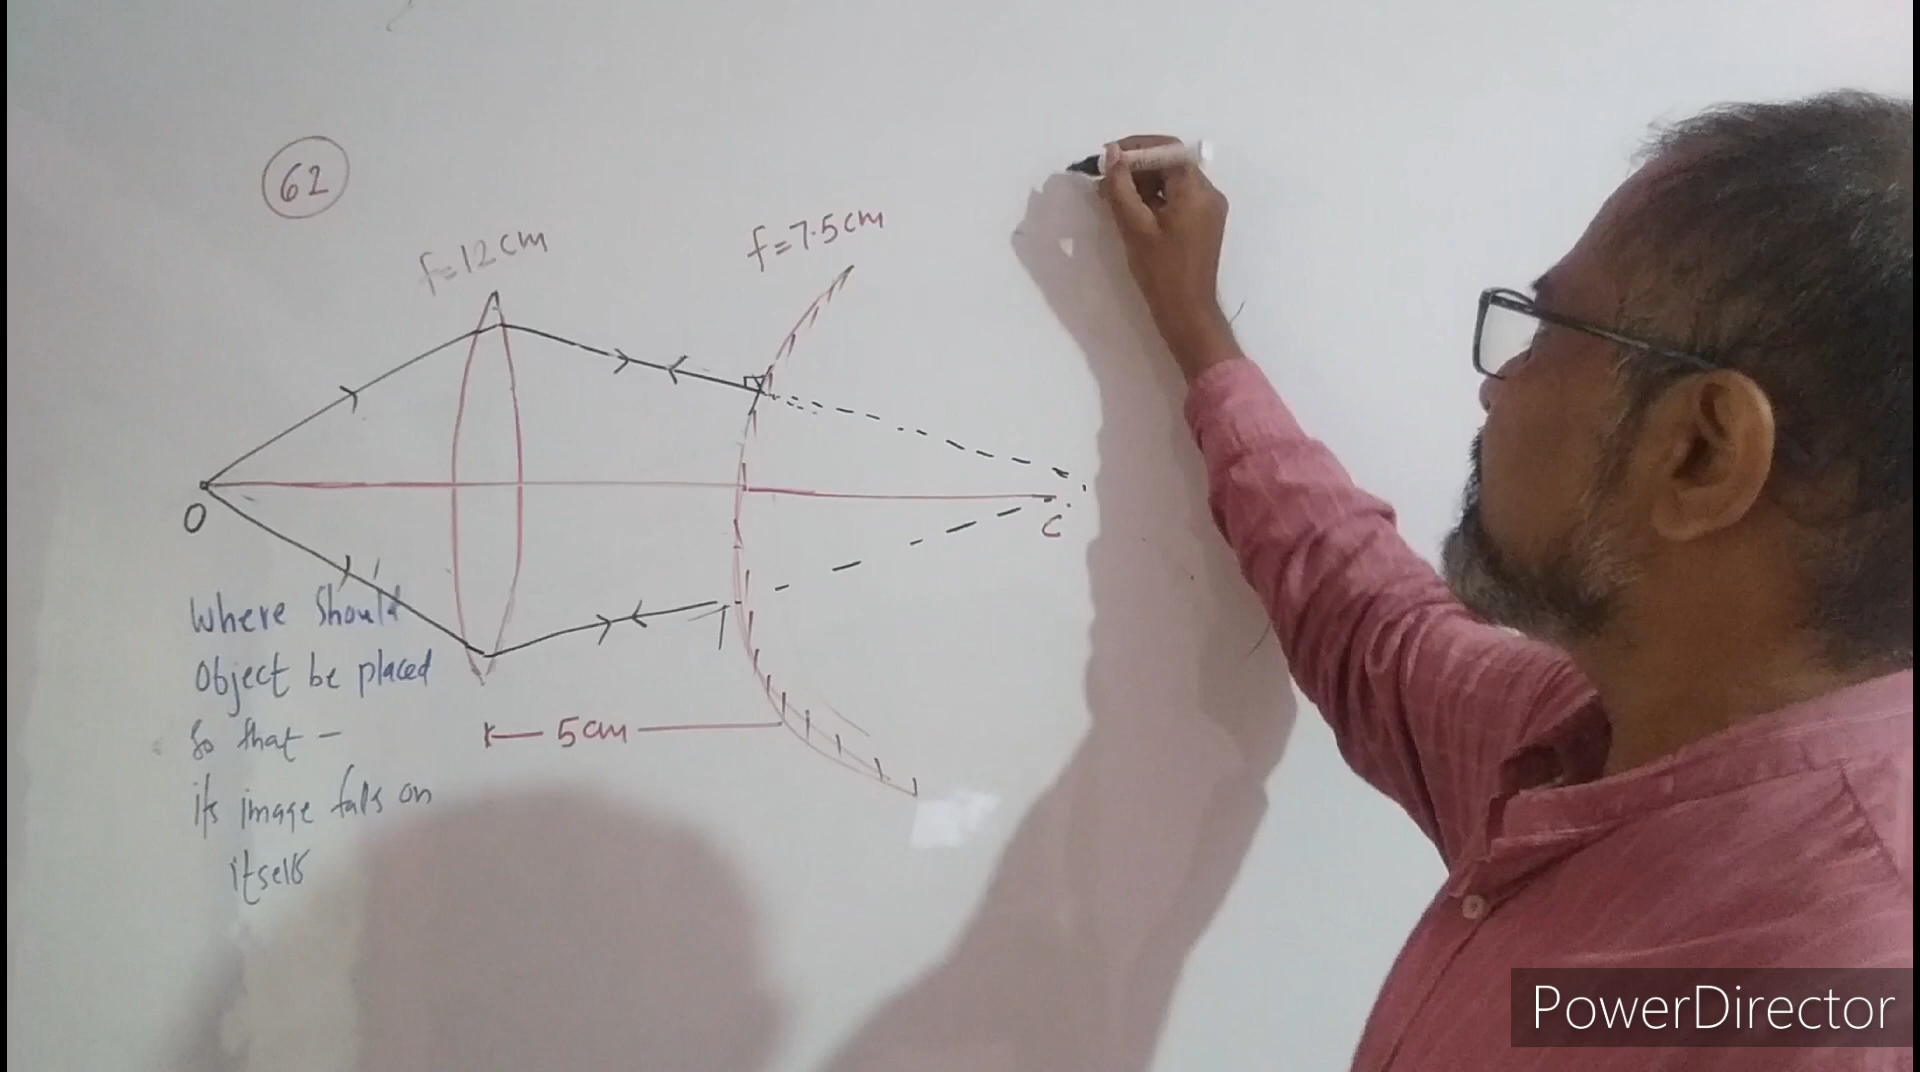 62
f=12cm
f=7.5cm
O
C
Where Should
Object be placed
So that -
its image falls on
itself
5cm
PowerDirector